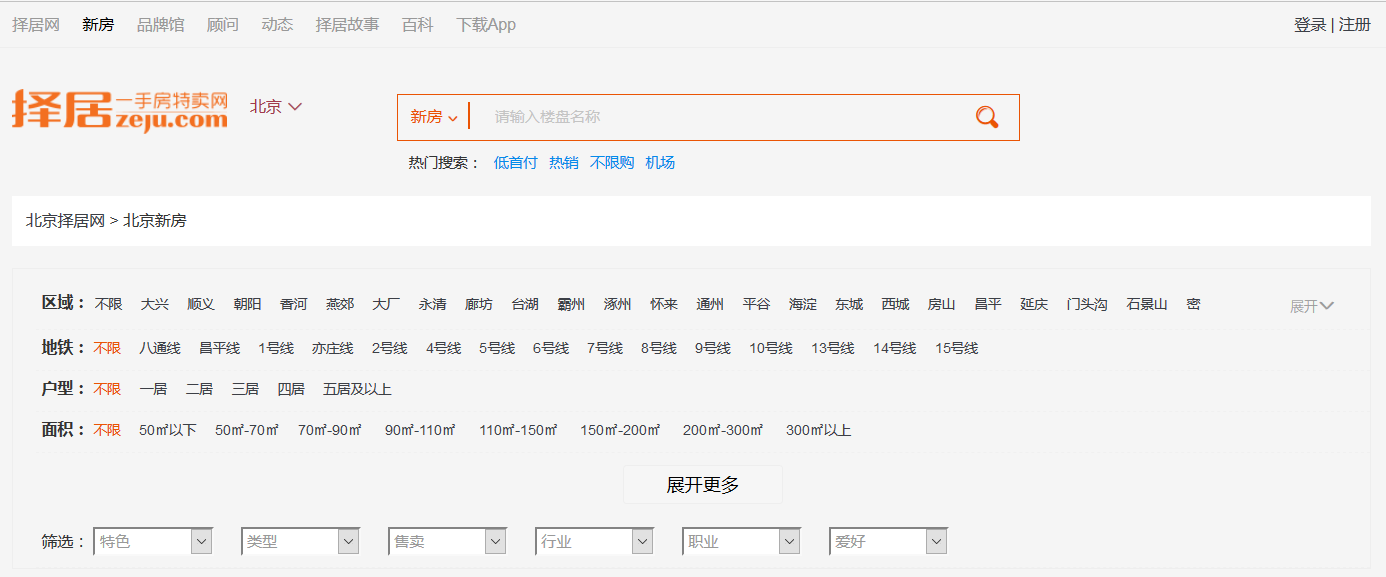 择居网 新房 品牌馆 顾问 动态 择居故事 百科 下载App 登录 | 注册
择居 一手房特卖网 zeju.com 北京
新房 请输入楼盘名称
热门搜索： 低首付 热销 不限购 机场
北京择居网 > 北京新房
区域： 不限 大兴 顺义 朝阳 香河 燕郊 大厂 永清 廊坊 台湖 霸州 涿州 怀来 通州 平谷 海淀 东城 西城 房山 昌平 延庆 门头沟 石景山 密 展开
地铁： 不限 八通线 昌平线 1号线 亦庄线 2号线 4号线 5号线 6号线 7号线 8号线 9号线 10号线 13号线 14号线 15号线
户型： 不限 一居 二居 三居 四居 五居及以上
面积： 不限 50㎡以下 50㎡-70㎡ 70㎡-90㎡ 90㎡-110㎡ 110㎡-150㎡ 150㎡-200㎡ 200㎡-300㎡ 300㎡以上
展开更多
筛选： 特色 类型 售卖 行业 职业 爱好